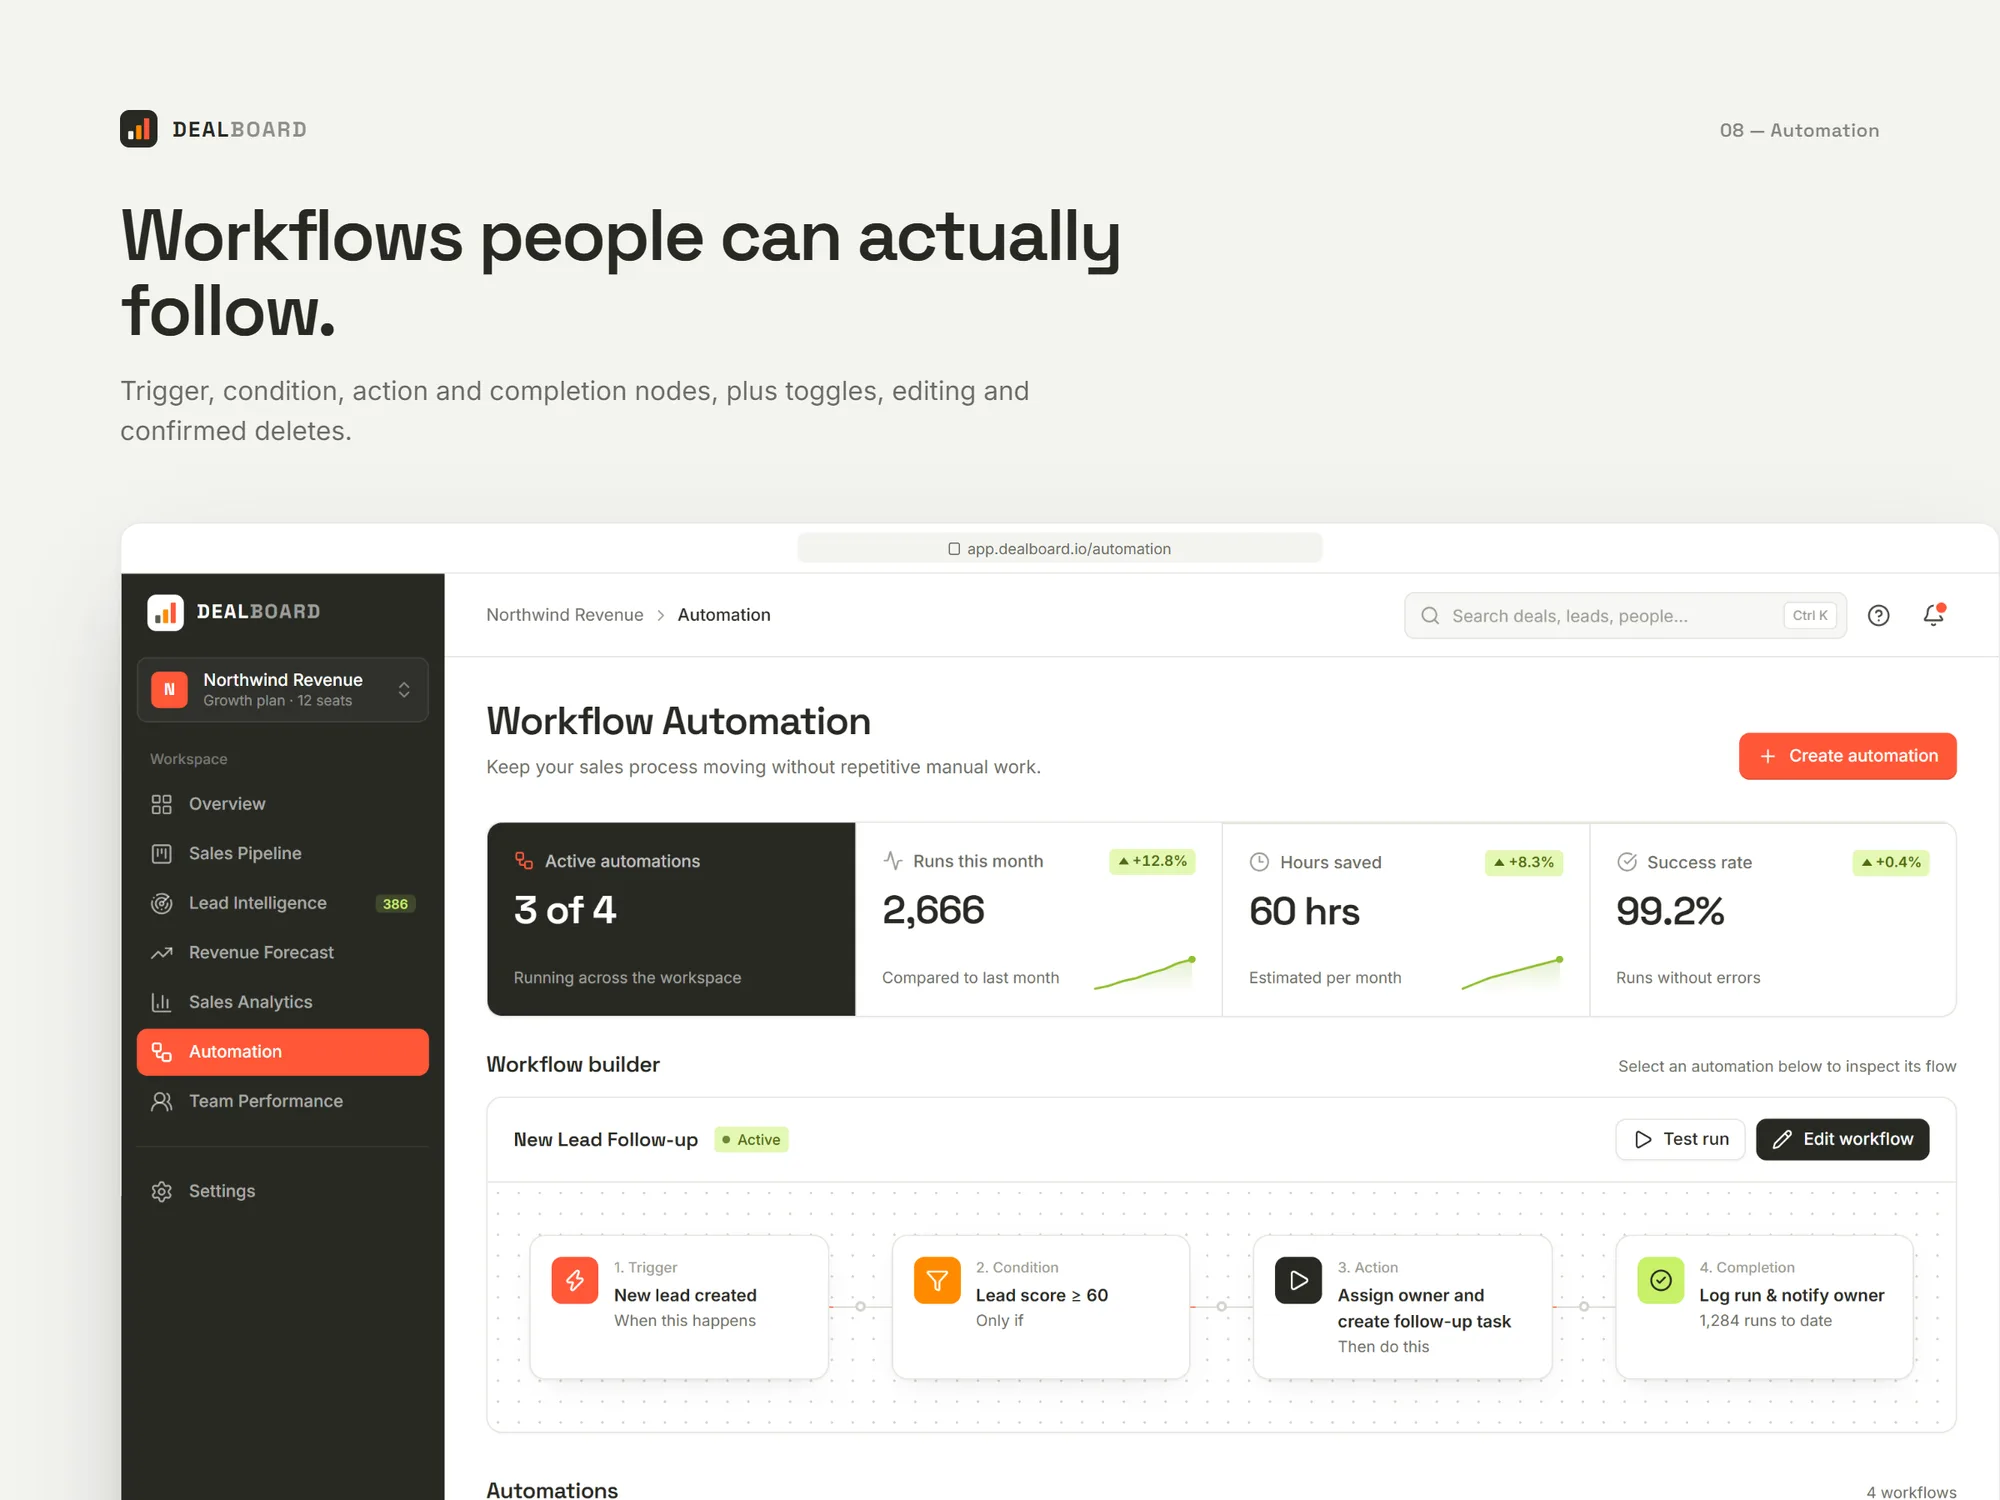 DEALBOARD
08 — Automation
Workflows people can actually
follow.
Trigger, condition, action and completion nodes, plus toggles, editing and
confirmed deletes.
app.dealboard.io/automation
DEALBOARD
N
Northwind Revenue
Growth plan · 12 seats
Workspace
Overview
Sales Pipeline
Lead Intelligence
386
Revenue Forecast
Sales Analytics
Automation
Team Performance
Settings
Northwind Revenue > Automation
Search deals, leads, people...
Ctrl K
Workflow Automation
Keep your sales process moving without repetitive manual work.
+ Create automation
Active automations
3 of 4
Running across the workspace
Runs this month
▲ +12.8%
2,666
Compared to last month
Hours saved
▲ +8.3%
60 hrs
Estimated per month
Success rate
▲ +0.4%
99.2%
Runs without errors
Workflow builder
Select an automation below to inspect its flow
New Lead Follow-up
Active
Test run
Edit workflow
1. Trigger
New lead created
When this happens
2. Condition
Lead score ≥ 60
Only if
3. Action
Assign owner and
create follow-up task
Then do this
4. Completion
Log run & notify owner
1,284 runs to date
Automations
4 workflows